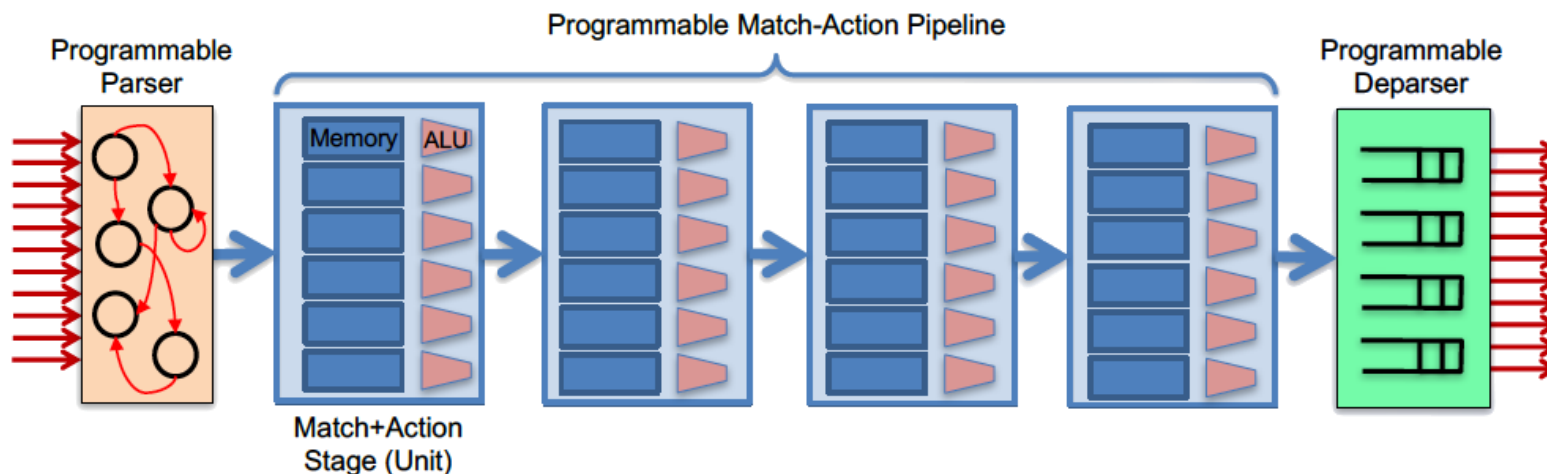 Programmable Match-Action Pipeline
Programmable
Parser
Programmable
Deparser
Memory
ALU
Match+Action
Stage (Unit)